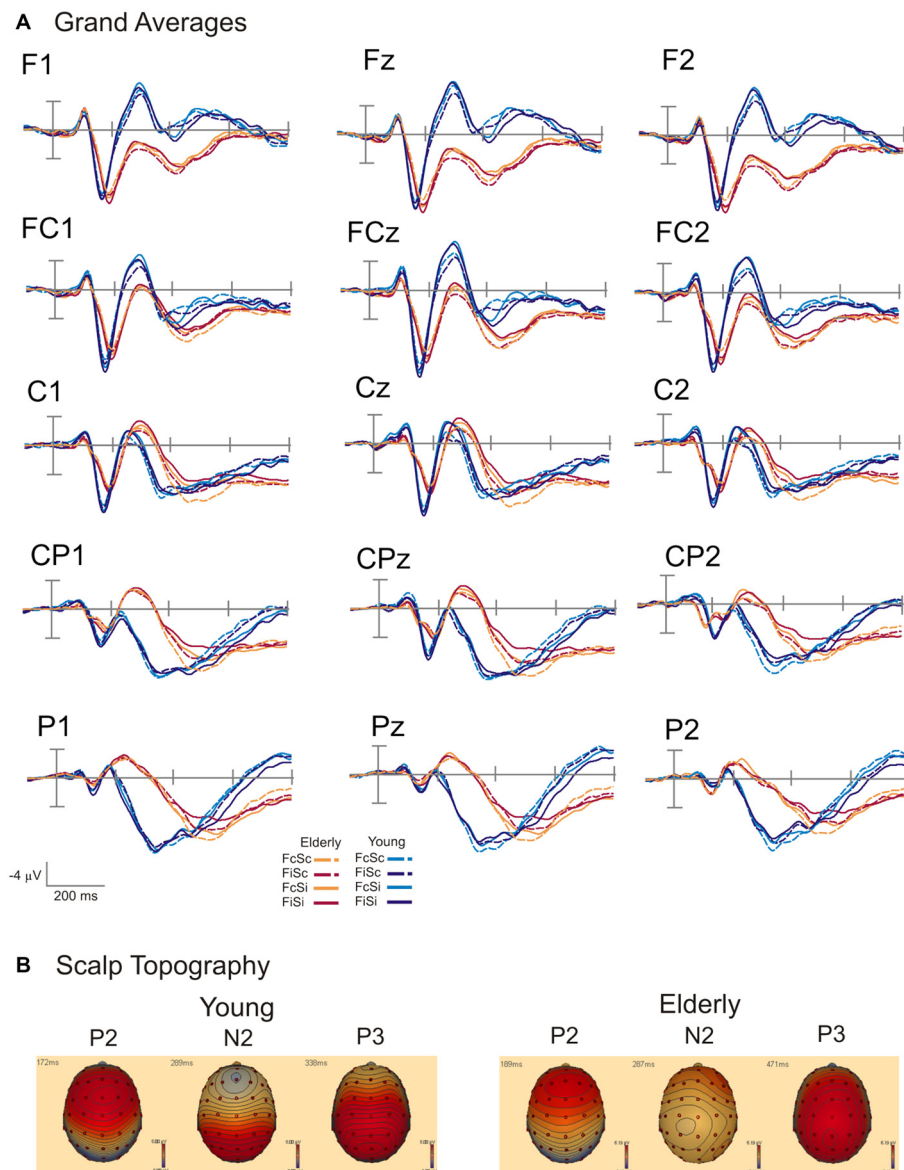 A Grand Averages
F1 Fz F2
FC1 FCz FC2
C1 Cz C2
CP1 CPz CP2
P1 Pz P2
Elderly Young
FcSc FcSc
FiSc FiSc
FcSi FcSi
FiSi FiSi
-4 µV
200 ms
B Scalp Topography
Young Elderly
P2 N2 P3 P2 N2 P3
172ms 289ms 338ms 189ms 287ms 471ms